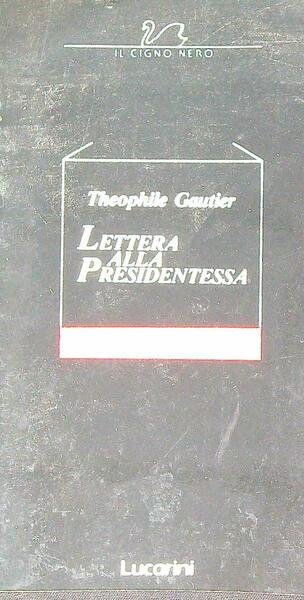 IL CIGNO NERO
Theophile Gautier
LETTERA
ALLA
PRESIDENTESSA
Lucarini